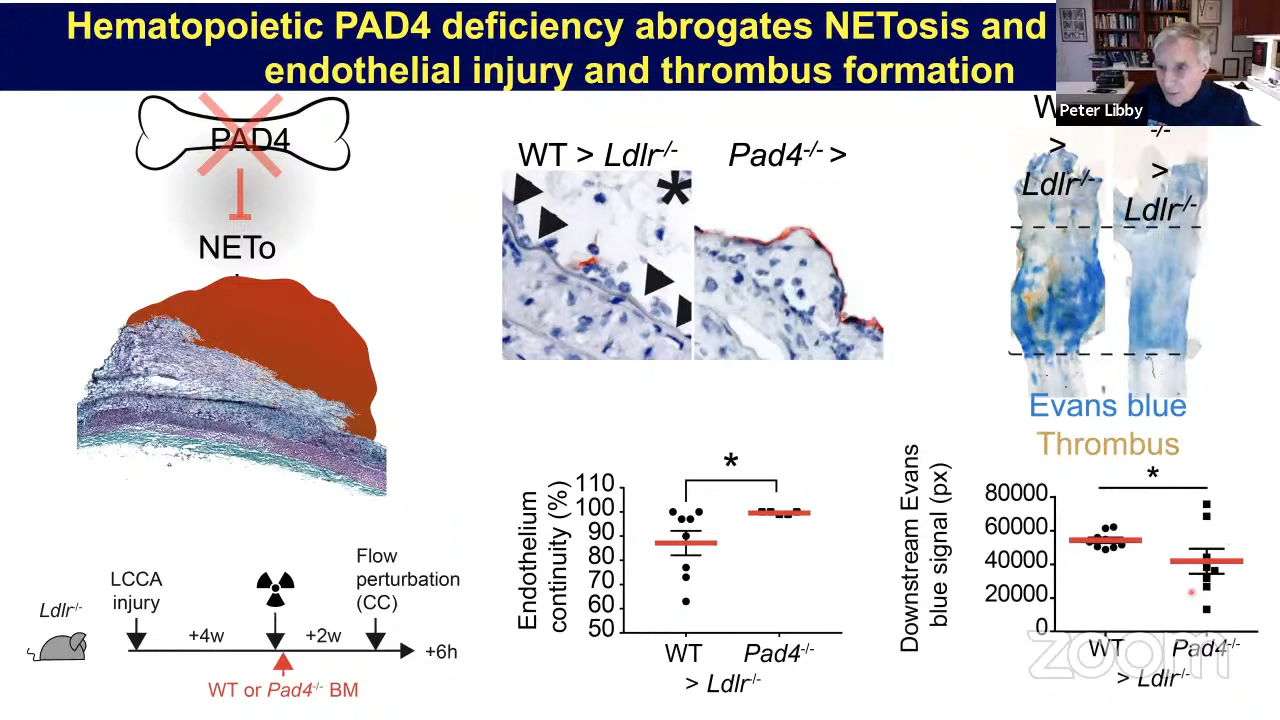 Hematopoietic PAD4 deficiency abrogates NETosis and
endothelial injury and thrombus formation
Peter Libby
PAD4
NETo
WT > Ldlr-/-
Pad4-/- >
W
>
Ldlr-/-
-/-
>
Ldlr-/-
*
Evans blue
Thrombus
Endothelium
continuity (%)
110
100
90
80
70
60
50
*
WT
Pad4-/-
> Ldlr-/-
Downstream Evans
blue signal (px)
80000
60000
40000
20000
0
*
WT
Pad4-/-
> Ldlr-/-
Ldlr-/-
LCCA
injury
+4w
+2w
Flow
perturbation
(CC)
+6h
WT or Pad4-/- BM
zoom